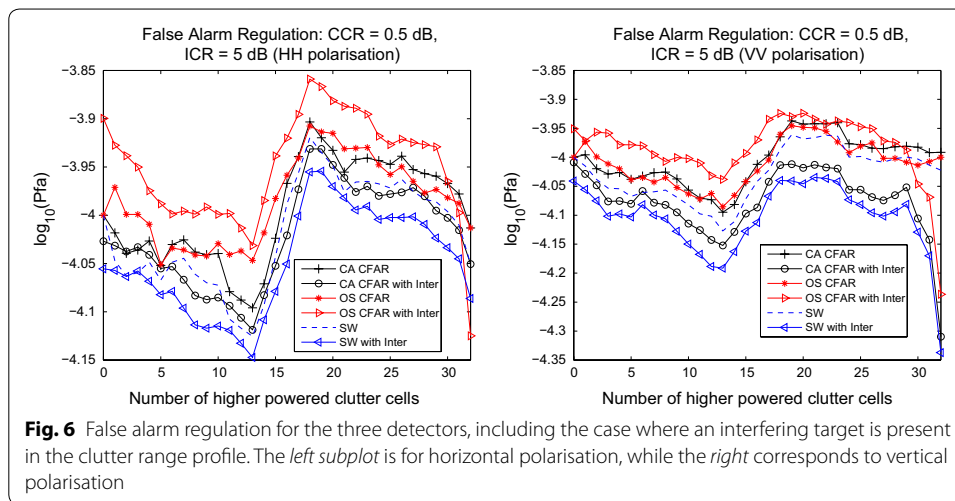 False Alarm Regulation: CCR = 0.5 dB,
ICR = 5 dB (HH polarisation)
−3.85
−3.9
−3.95
−4
−4.05
−4.1
−4.15
log10(Pfa)
0 5 10 15 20 25 30
Number of higher powered clutter cells
CA CFAR
CA CFAR with Inter
OS CFAR
OS CFAR with Inter
SW
SW with Inter
False Alarm Regulation: CCR = 0.5 dB,
ICR = 5 dB (VV polarisation)
−3.85
−3.9
−3.95
−4
−4.05
−4.1
−4.15
−4.2
−4.25
−4.3
−4.35
log10(Pfa)
0 5 10 15 20 25 30
Number of higher powered clutter cells
CA CFAR
CA CFAR with Inter
OS CFAR
OS CFAR with Inter
SW
SW with Inter
Fig. 6 False alarm regulation for the three detectors, including the case where an interfering target is present
in the clutter range profile. The left subplot is for horizontal polarisation, while the right corresponds to vertical
polarisation